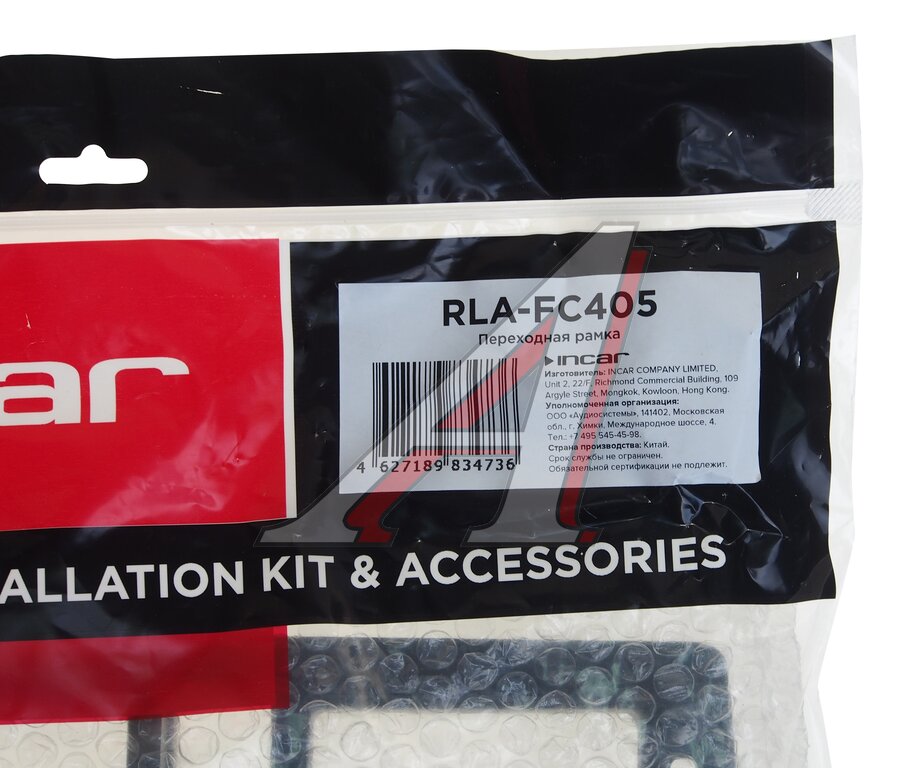 ar
RLA-FC405
Переходная рамка
incar
Изготовитель: INCAR COMPANY LIMITED,
Unit 2, 22/F, Richmond Commercial Building, 109
Argyle Street, Mongkok, Kowloon, Hong Kong.
Уполномоченная организация:
ООО «Аудиосистемы», 141402, Московская
обл., г. Химки, Международное шоссе, 4,
Тел.: +7 495 545-45-98.
Страна производства: Китай.
Срок службы не ограничен.
Обязательной сертификации не подлежит.
4 627189 834736
ALLATION KIT & ACCESSORIES